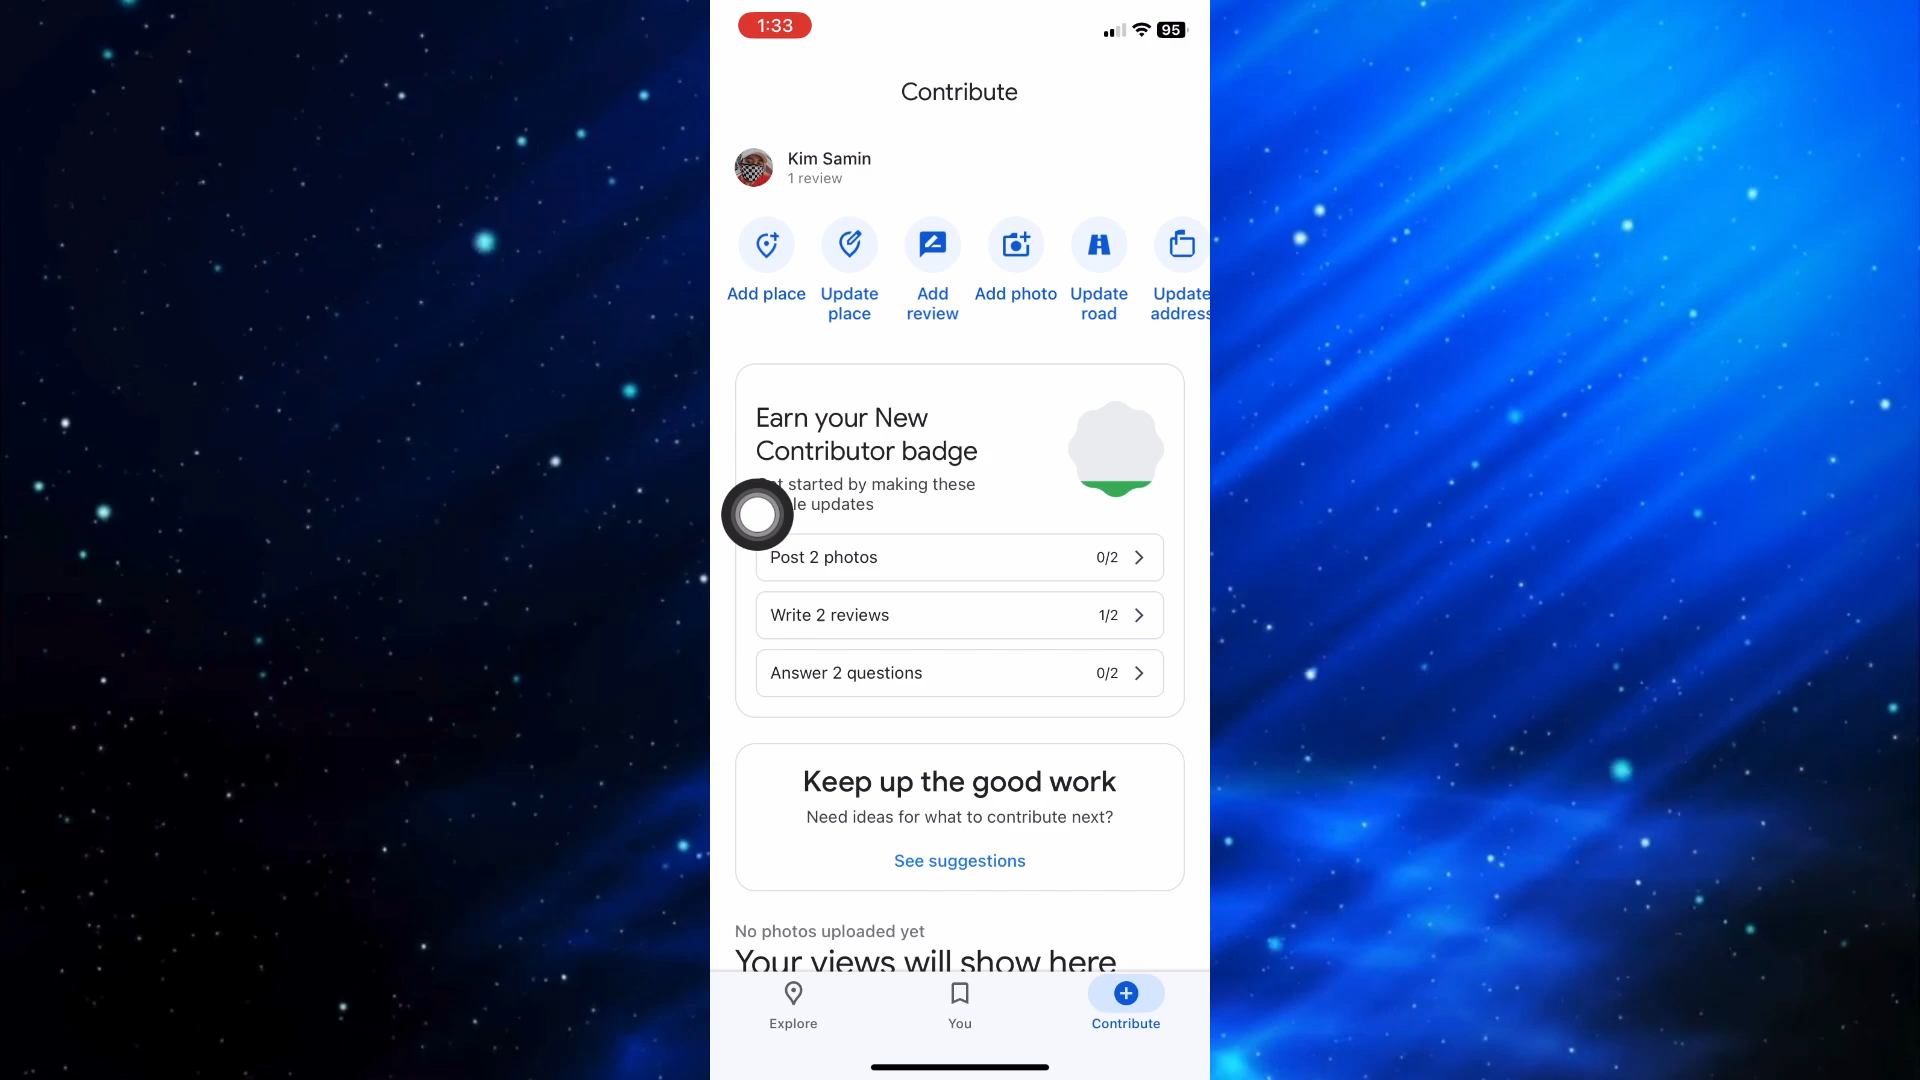 1:33
95
Contribute
Kim Samin
1 review
Add place
Update
place
Add
review
Add photo
Update
road
Update
address
Earn your New
Contributor badge
started by making these
updates
Post 2 photos 0/2
Write 2 reviews 1/2
Answer 2 questions 0/2
Keep up the good work
Need ideas for what to contribute next?
See suggestions
No photos uploaded yet
Your views will show here
Explore
You
Contribute